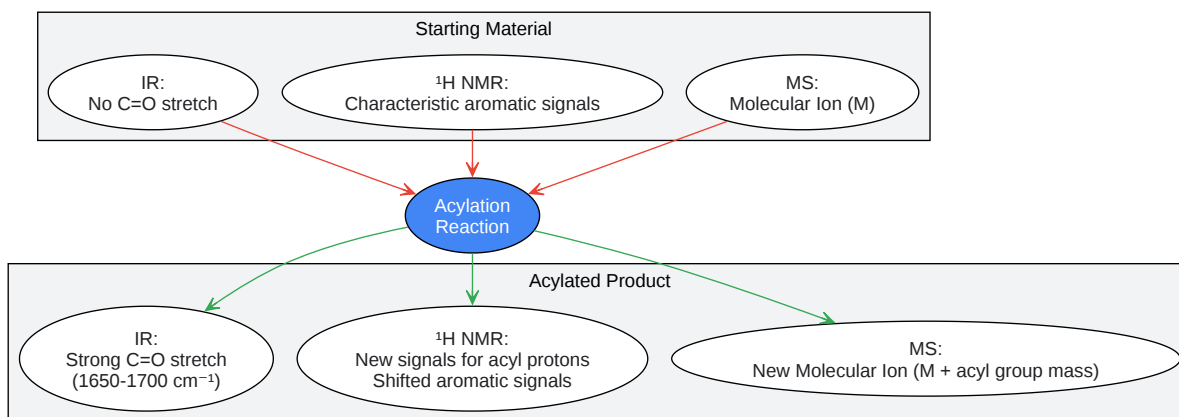 Starting Material
IR:
No C=O stretch
¹H NMR:
Characteristic aromatic signals
MS:
Molecular Ion (M)
Acylation
Reaction
Acylated Product
IR:
Strong C=O stretch
(1650-1700 cm⁻¹)
¹H NMR:
New signals for acyl protons
Shifted aromatic signals
MS:
New Molecular Ion (M + acyl group mass)